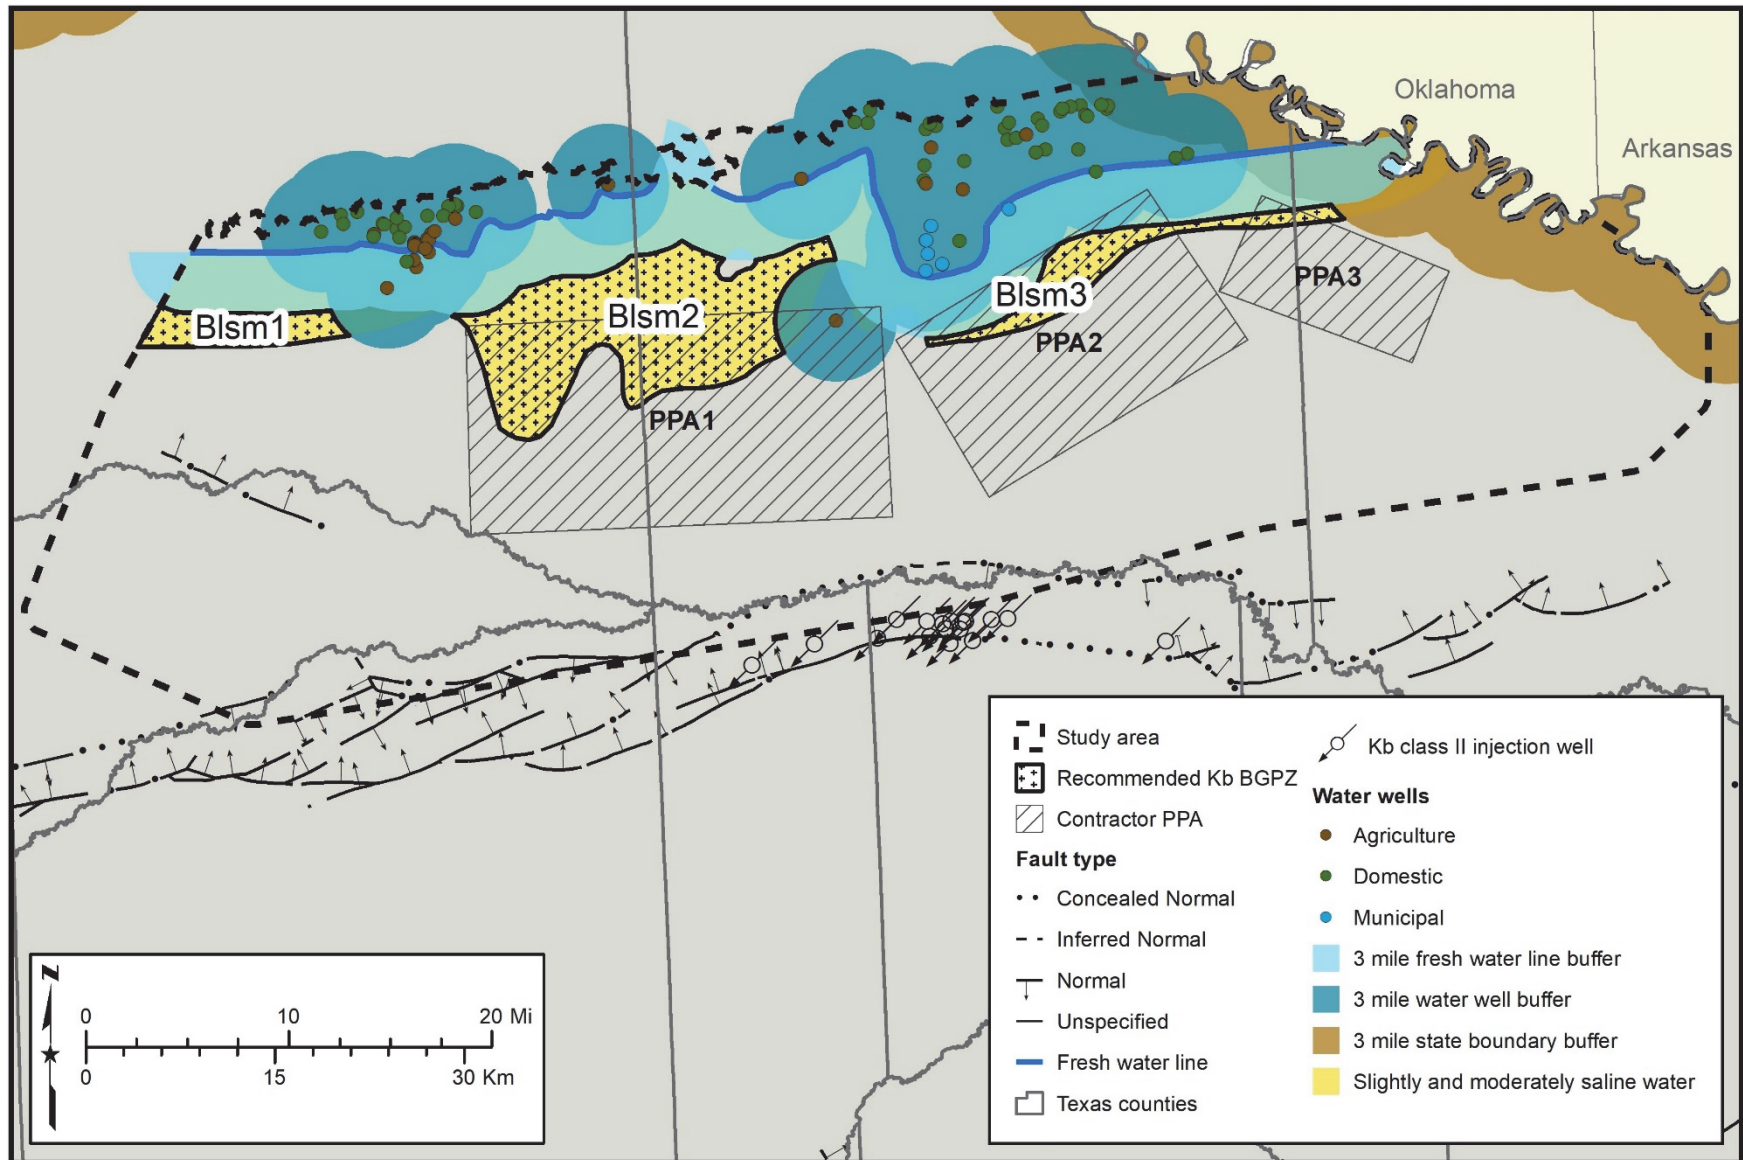 Oklahoma
Arkansas
Blsm1
Blsm2
Blsm3
PPA1
PPA2
PPA3
Study area
Recommended Kb BGPZ
Contractor PPA
Fault type
Concealed Normal
Inferred Normal
Normal
Unspecified
Fresh water line
Texas counties
Kb class II injection well
Water wells
Agriculture
Domestic
Municipal
3 mile fresh water line buffer
3 mile water well buffer
3 mile state boundary buffer
Slightly and moderately saline water
N
0 10 20 Mi
0 15 30 Km